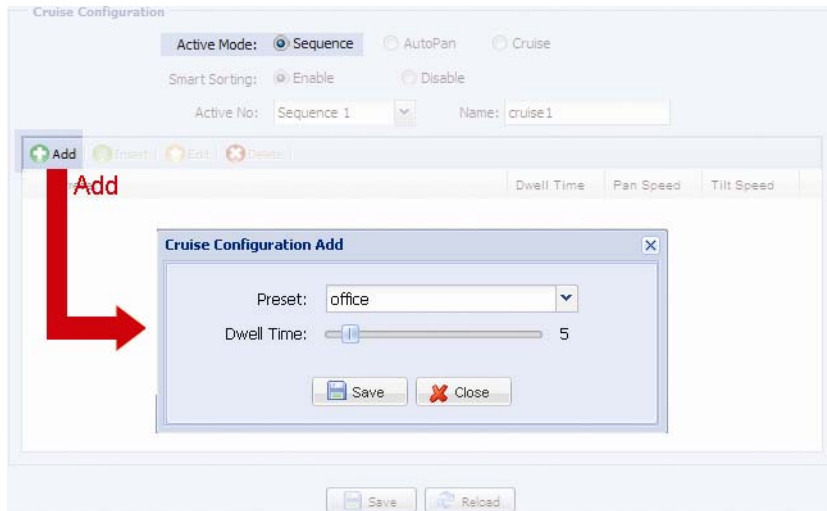 Cruise Configuration
Active Mode: Sequence AutoPan Cruise
Smart Sorting: Enable Disable
Active No: Sequence 1 Name: cruise1
Add Insert Edit Delete
Dwell Time Pan Speed Tilt Speed
Add
Cruise Configuration Add
Preset: office
Dwell Time: 5
Save Close
Save Reload